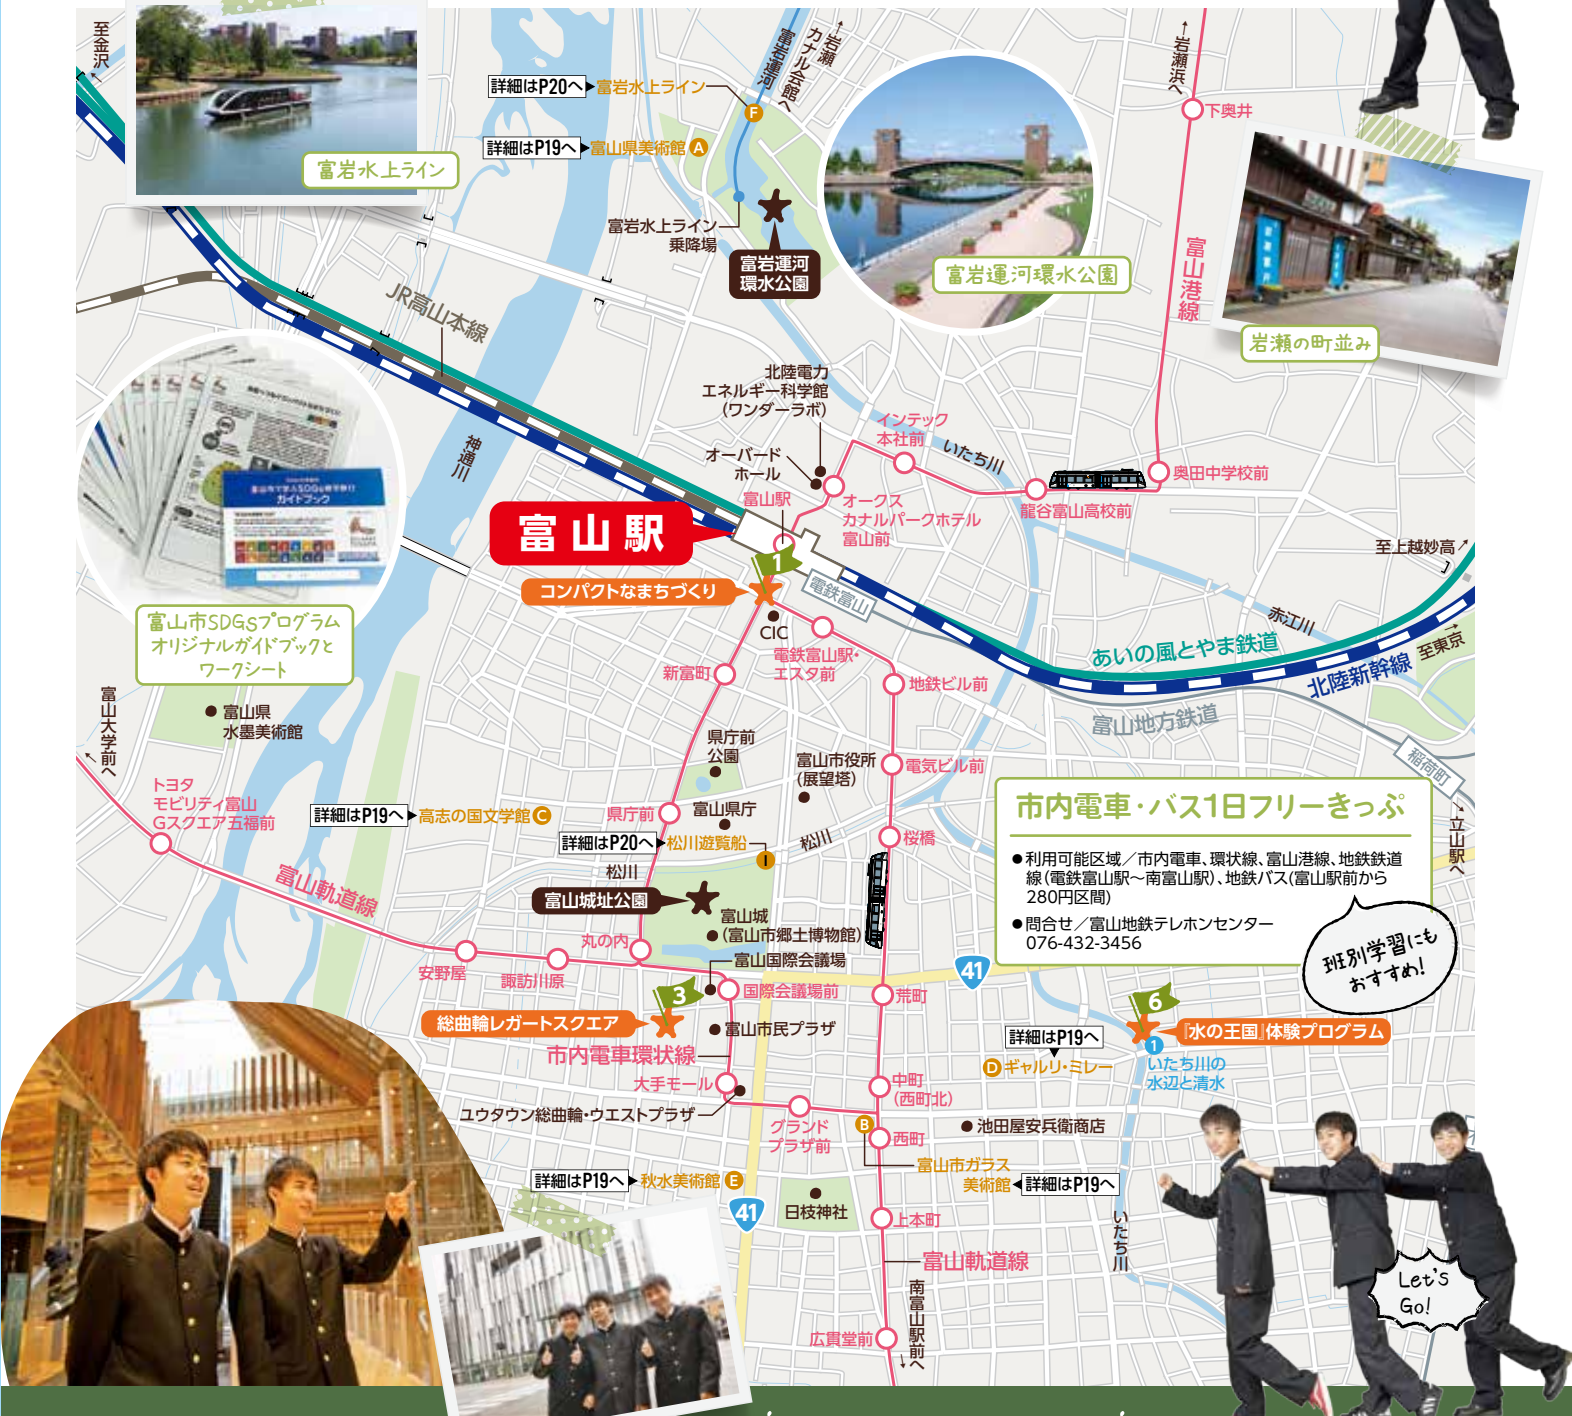 至金沢
富岩水上ライン
詳細はP20へ
富岩水上ライン
F
詳細はP19へ
富山県美術館
A
富岩運河
←岩瀬
カナル会館へ
←岩瀬浜へ
下奥井
富岩水上ライン
乗降場
富岩運河
環水公園
富岩運河環水公園
富山港線
岩瀬の町並み
JR高山本線
北陸電力
エネルギー科学館
(ワンダーラボ)
オーバード
ホール
インテック
本社前
いたち川
奥田中学校前
龍谷富山高校前
オークス
カナルパークホテル
富山前
富山駅
富山駅
神通川
ガイドブック
富山市SDGsプログラム
オリジナルガイドブックと
ワークシート
コンパクトなまちづくり
1
電鉄富山
至上越妙高
赤江川
あいの風とやま鉄道
北陸新幹線
至東京
富山地方鉄道
稲荷町
→立山駅へ
CIC
電鉄富山駅・
エスタ前
新富町
地鉄ビル前
富山大学前へ
富山県
水墨美術館
県庁前
公園
富山市役所
(展望塔)
電気ビル前
トヨタ
モビリティ富山
Gスクエア五福前
詳細はP19へ
高志の国文学館
C
県庁前
富山県庁
詳細はP20へ
松川遊覧船
I
松川
松川
桜橋
市内電車・バス1日フリーきっぷ
●利用可能区域／市内電車、環状線、富山港線、地鉄鉄道
線(電鉄富山駅～南富山駅)、地鉄バス(富山駅前から
280円区間)
●問合せ／富山地鉄テレホンセンター
076-432-3456
班別学習にも
おすすめ!
富山軌道線
富山城址公園
富山城
(富山市郷土博物館)
丸の内
安野屋
諏訪川原
富山国際会議場
国際会議場前
荒町
41
3
総曲輪レガートスクエア
富山市民プラザ
市内電車環状線
大手モール
ユウタウン総曲輪・ウエストプラザ
グランド
プラザ前
中町
(西町北)
B
西町
富山市ガラス
美術館
詳細はP19へ
6
『水の王国』体験プログラム
1
いたち川の
水辺と清水
詳細はP19へ
D
ギャルリ・ミレー
池田屋安兵衛商店
詳細はP19へ
秋水美術館
E
41
日枝神社
上本町
富山軌道線
いたち川
南富山駅前へ
広貫堂前
Let's
Go!